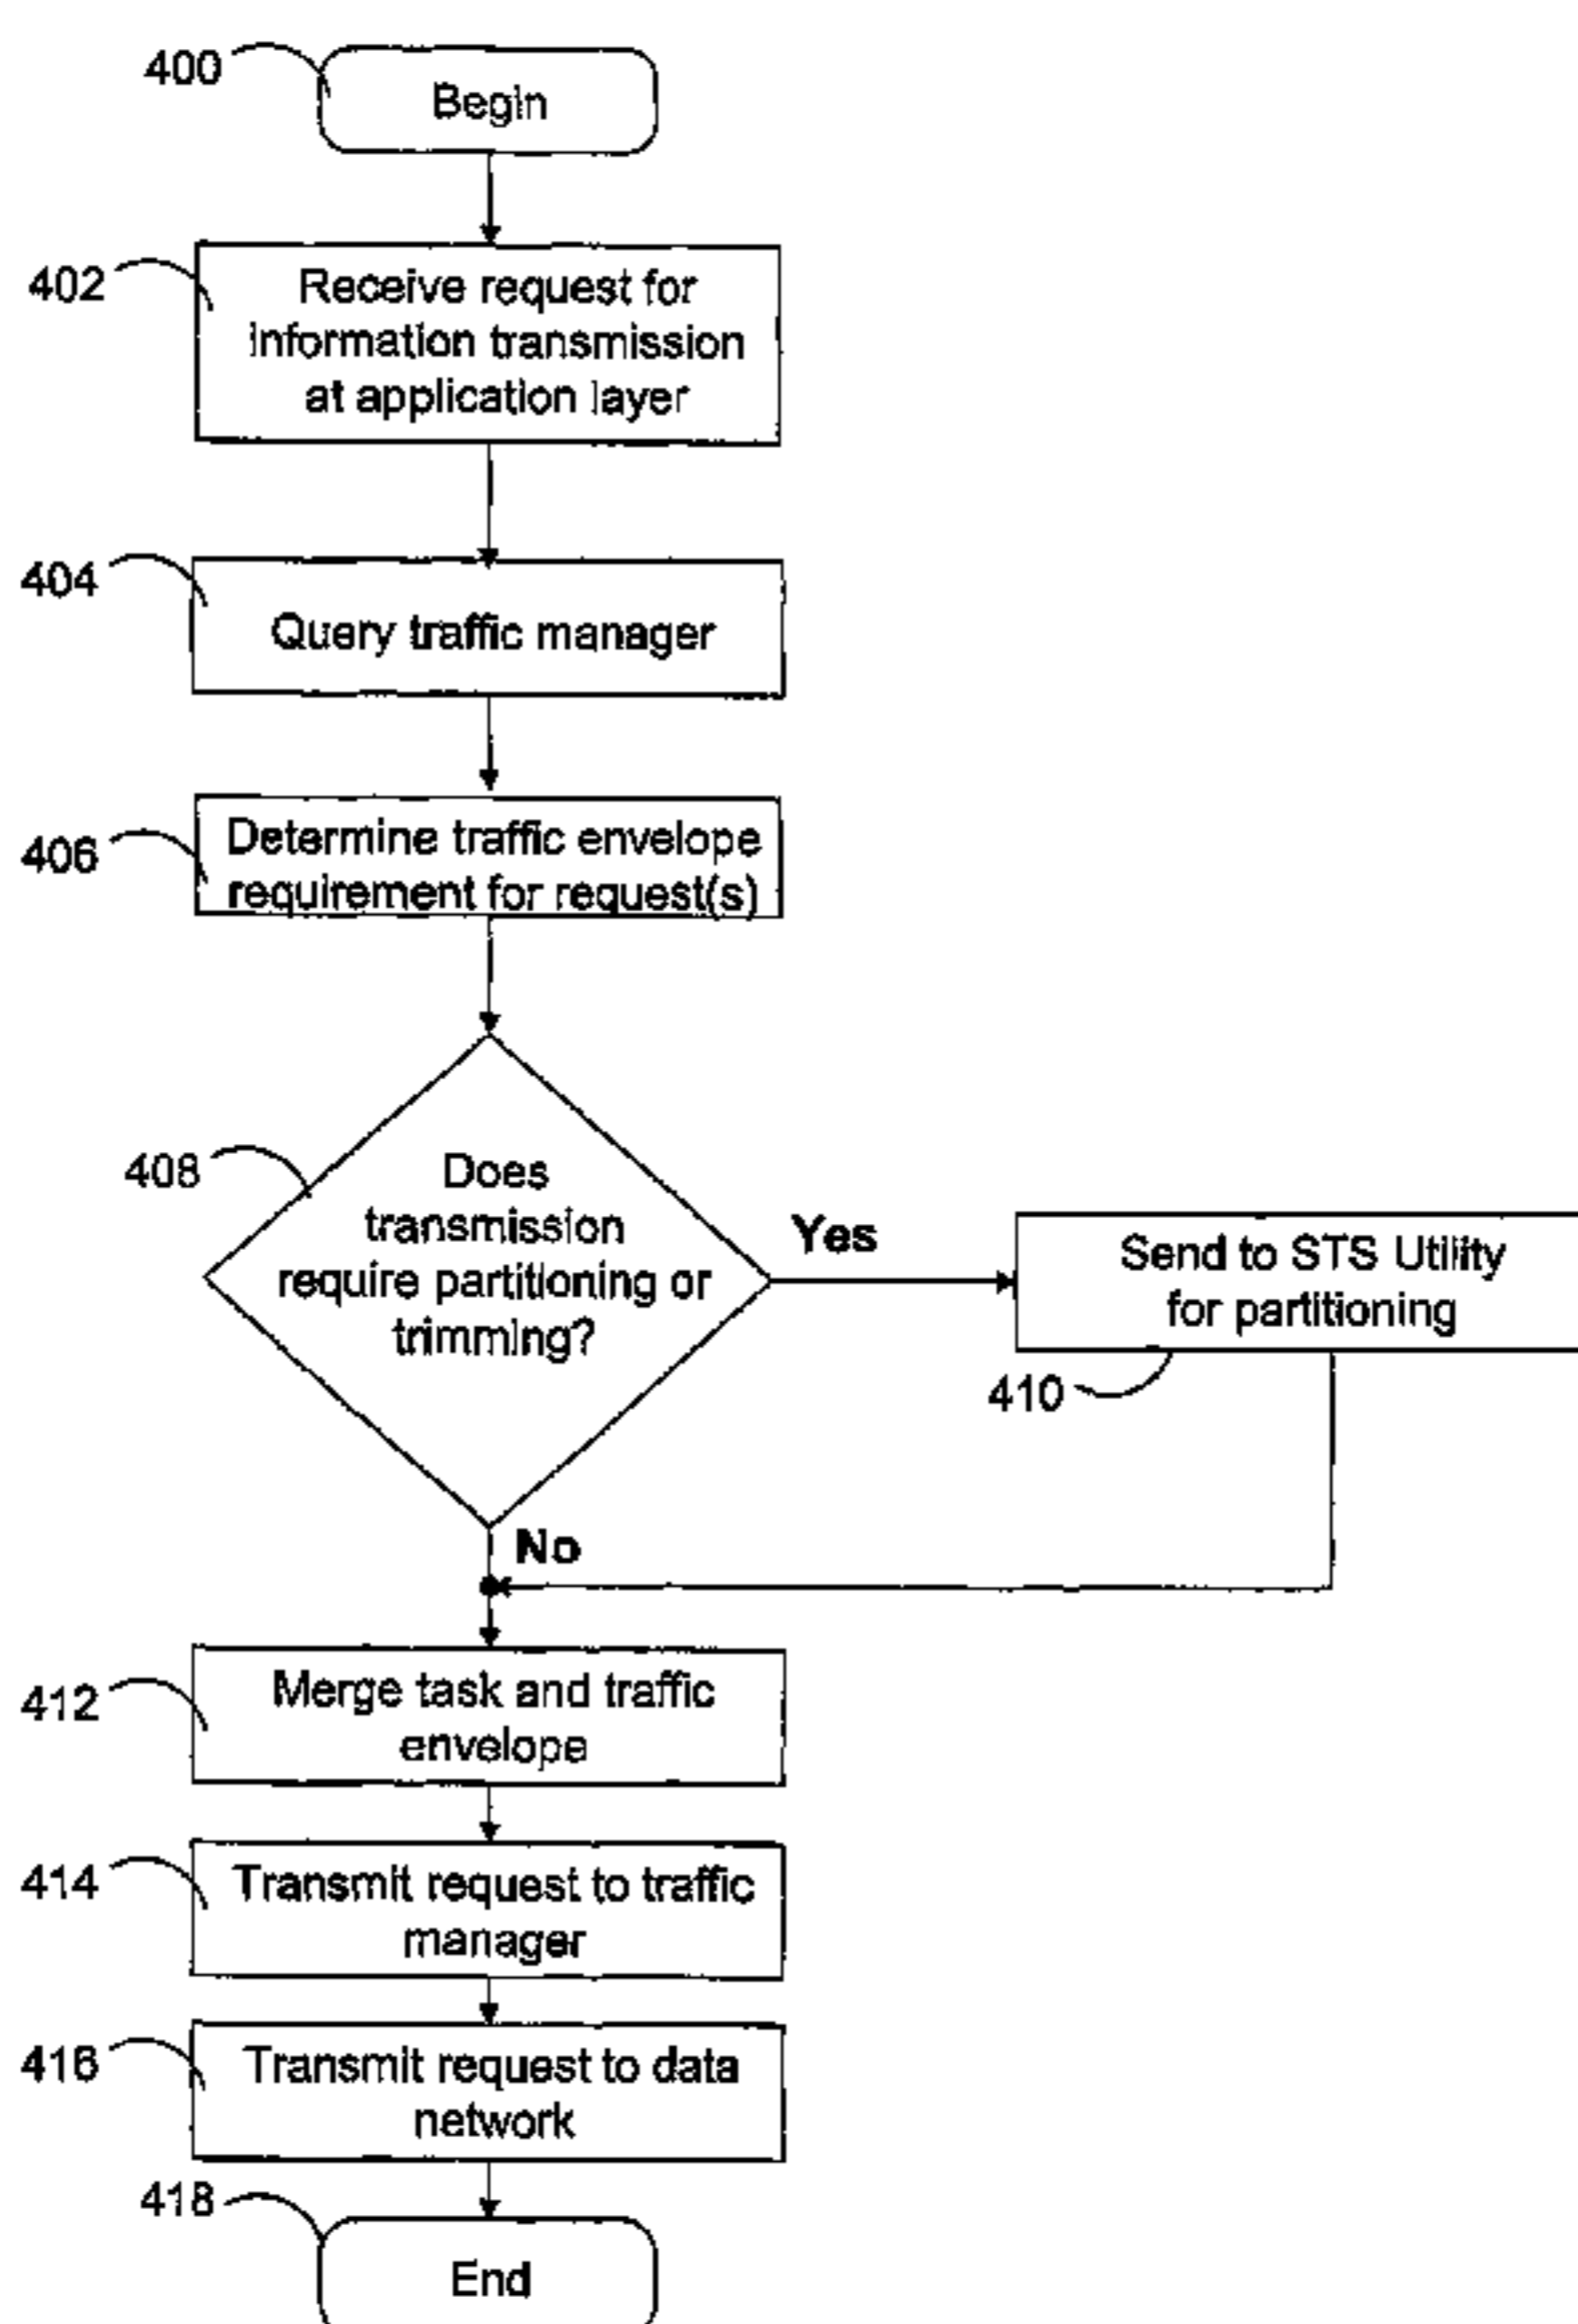 400
Begin
402
Receive request for
information transmission
at application layer
404
Query traffic manager
406
Determine traffic envelope
requirement for request(s)
408
Does
transmission
require partitioning or
trimming?
Yes
Send to STS Utility
for partitioning
410
No
412
Merge task and traffic
envelope
414
Transmit request to traffic
manager
416
Transmit request to data
network
418
End